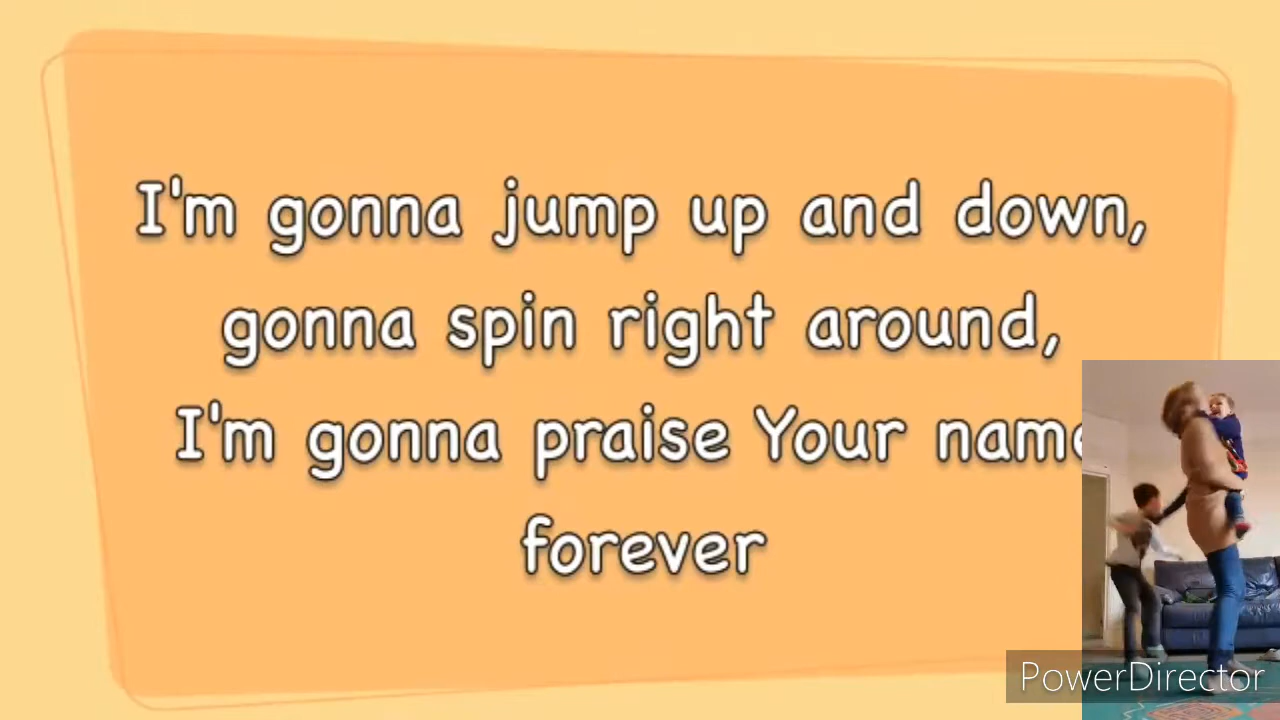 I'm gonna jump up and down,
gonna spin right around,
I'm gonna praise Your name
forever
PowerDirector